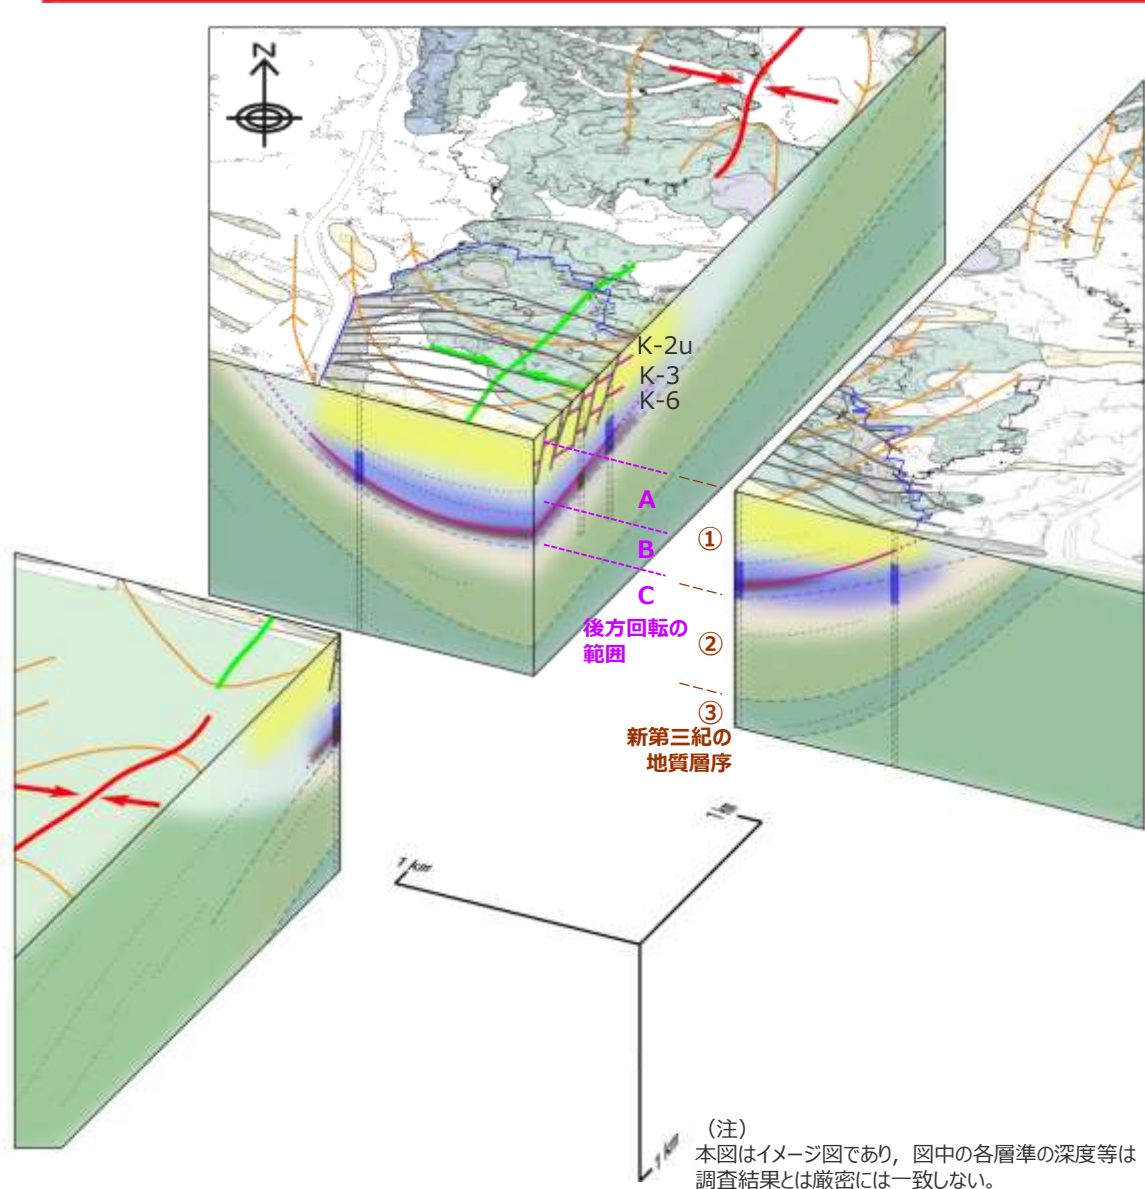 N
K-2u
K-3
K-6
A
B
C
後方回転の
範囲
①
②
③
新第三紀の
地質層序
1 km
1 km
1 km
（注）
本図はイメージ図であり，図中の各層準の深度等は
調査結果とは厳密には一致しない。